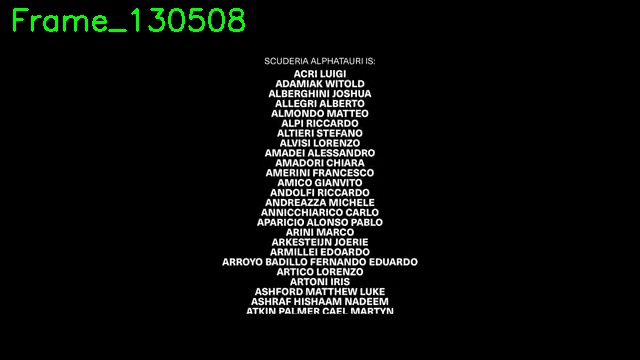 Frame_130508
SCUDERIA ALPHATAURI IS:
ACRI LUIGI
ADAMIAK WITOLD
ALBERGHINI JOSHUA
ALLEGRI ALBERTO
ALMONDO MATTEO
ALPI RICCARDO
ALTIERI STEFANO
ALVISI LORENZO
AMADEI ALESSANDRO
AMADORI CHIARA
AMERINI FRANCESCO
AMICO GIANVITO
ANDOLFI RICCARDO
ANDREAZZA MICHELE
ANNICCHIARICO CARLO
APARICIO ALONSO PABLO
ARINI MARCO
ARKESTEIJN JOERIE
ARMILLEI EDOARDO
ARROYO BADILLO FERNANDO EDUARDO
ARTICO LORENZO
ARTONI IRIS
ASHFORD MATTHEW LUKE
ASHRAF HISHAAM NADEEM
ATKIN PALMER CAEL MARTYN